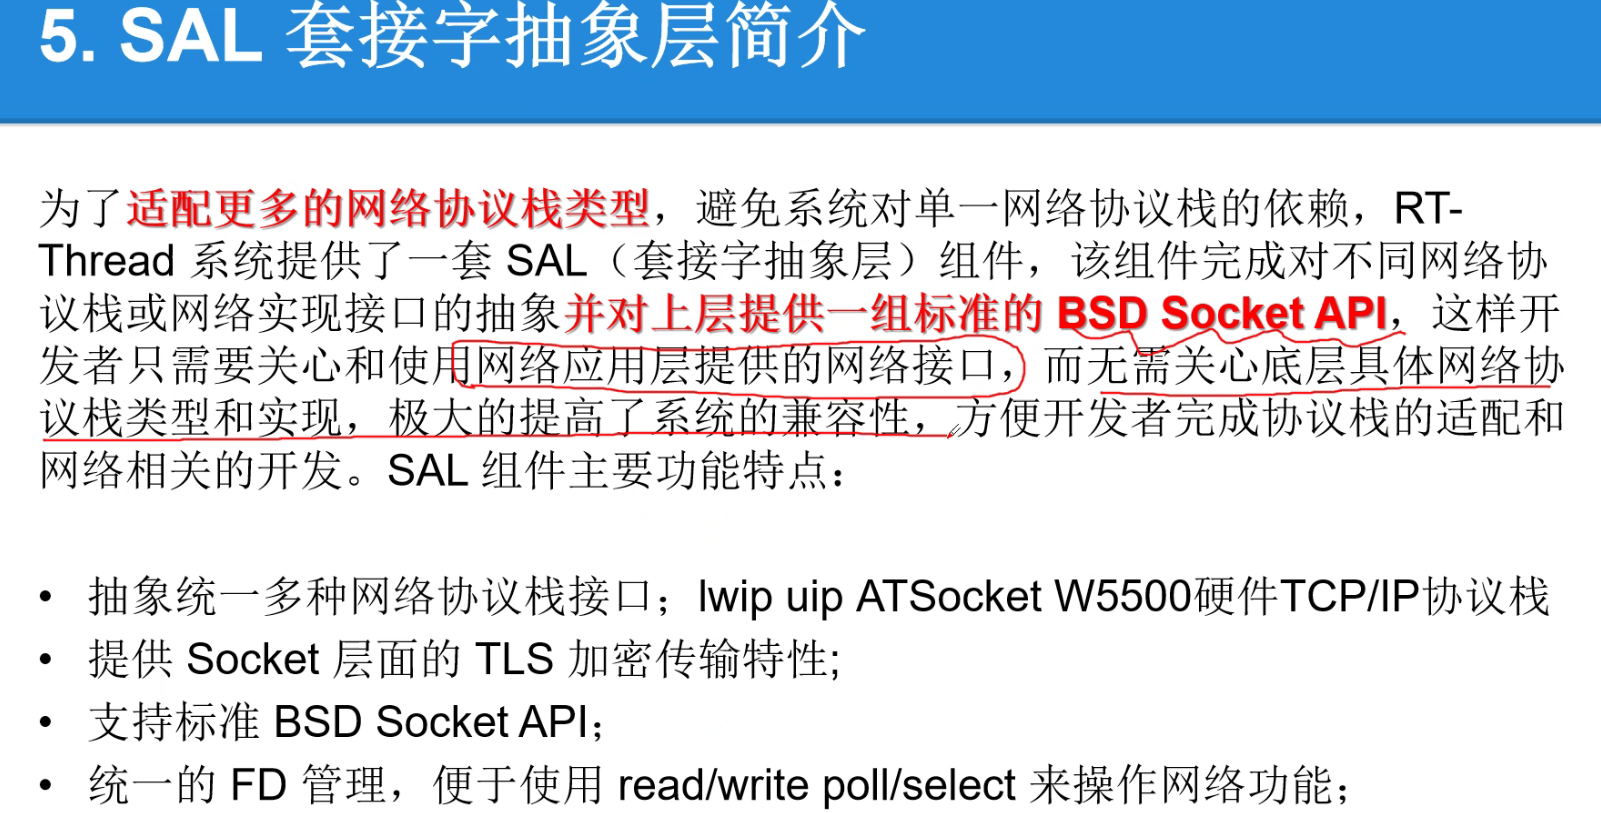 5. SAL 套接字抽象层简介
为了适配更多的网络协议栈类型，避免系统对单一网络协议栈的依赖，RT-
Thread 系统提供了一套 SAL（套接字抽象层）组件，该组件完成对不同网络协
议栈或网络实现接口的抽象并对上层提供一组标准的 BSD Socket API，这样开
发者只需要关心和使用网络应用层提供的网络接口，而无需关心底层具体网络协
议栈类型和实现，极大的提高了系统的兼容性，方便开发者完成协议栈的适配和
网络相关的开发。SAL 组件主要功能特点：
• 抽象统一多种网络协议栈接口；lwip uip ATSocket W5500硬件TCP/IP协议栈
• 提供 Socket 层面的 TLS 加密传输特性;
• 支持标准 BSD Socket API；
• 统一的 FD 管理，便于使用 read/write poll/select 来操作网络功能；